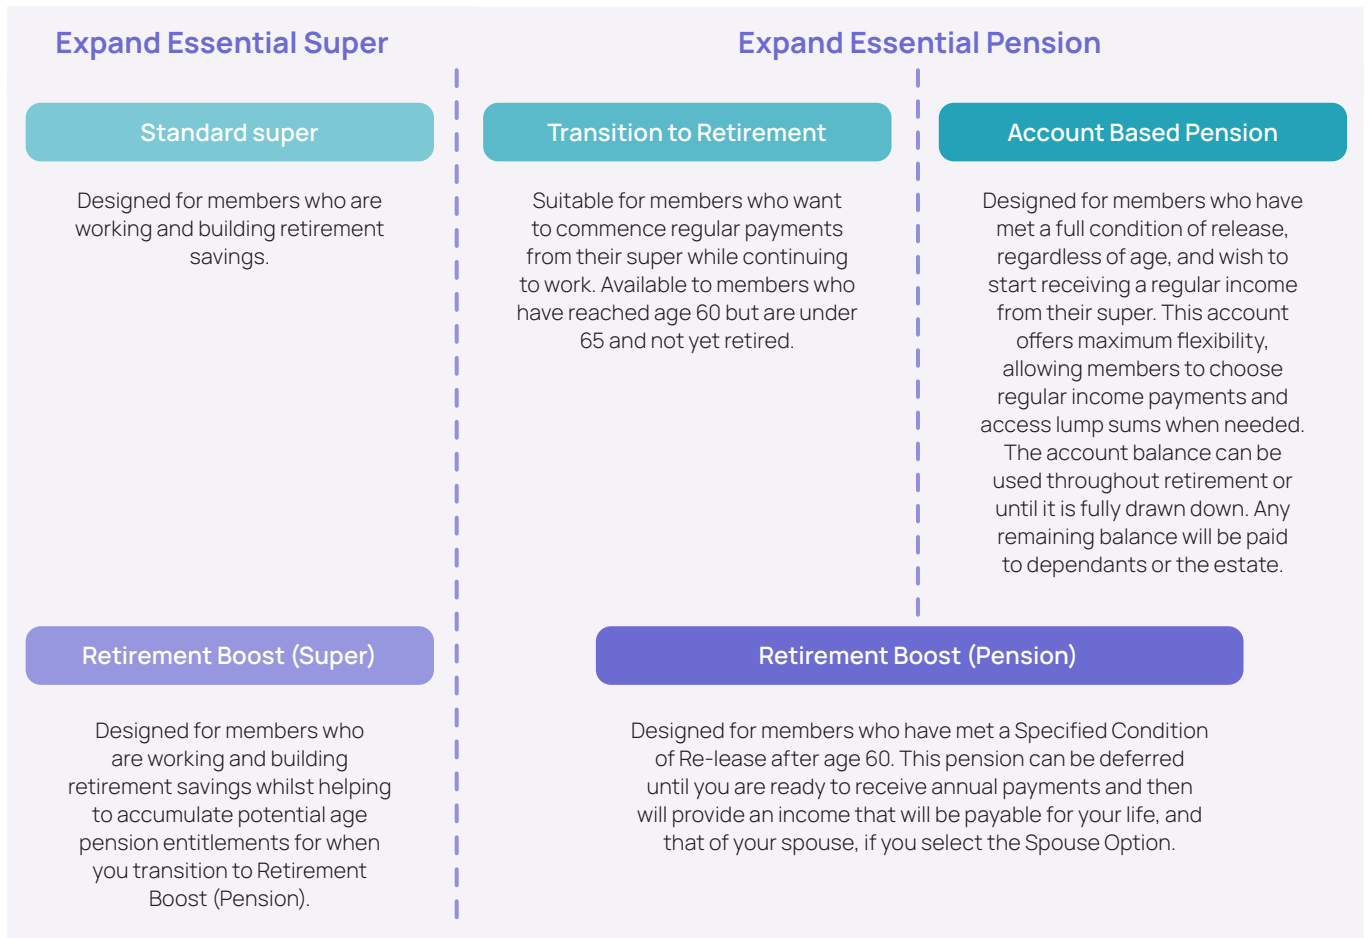 Expand Essential Super
Expand Essential Pension
Standard super
Designed for members who are
working and building retirement
savings.
Transition to Retirement
Suitable for members who want
to commence regular payments
from their super while continuing
to work. Available to members who
have reached age 60 but are under
65 and not yet retired.
Account Based Pension
Designed for members who have
met a full condition of release,
regardless of age, and wish to
start receiving a regular income
from their super. This account
offers maximum flexibility,
allowing members to choose
regular income payments and
access lump sums when needed.
The account balance can be
used throughout retirement or
until it is fully drawn down. Any
remaining balance will be paid
to dependants or the estate.
Retirement Boost (Super)
Designed for members who
are working and building
retirement savings whilst helping
to accumulate potential age
pension entitlements for when
you transition to Retirement
Boost (Pension).
Retirement Boost (Pension)
Designed for members who have met a Specified Condition
of Re-lease after age 60. This pension can be deferred
until you are ready to receive annual payments and then
will provide an income that will be payable for your life, and
that of your spouse, if you select the Spouse Option.